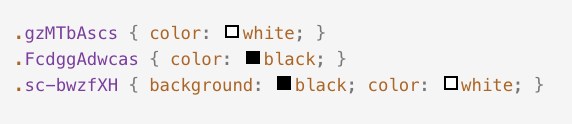 .gzMTbAscs { color: white; }
.FcdggAdwcas { color: black; }
.sc-bwzfXH { background: black; color: white; }